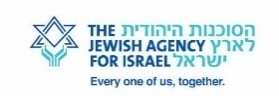 THE הסוכנות היהודית
JEWISH AGENCY לארץ
FOR ISRAEL ישראל
Every one of us, together.